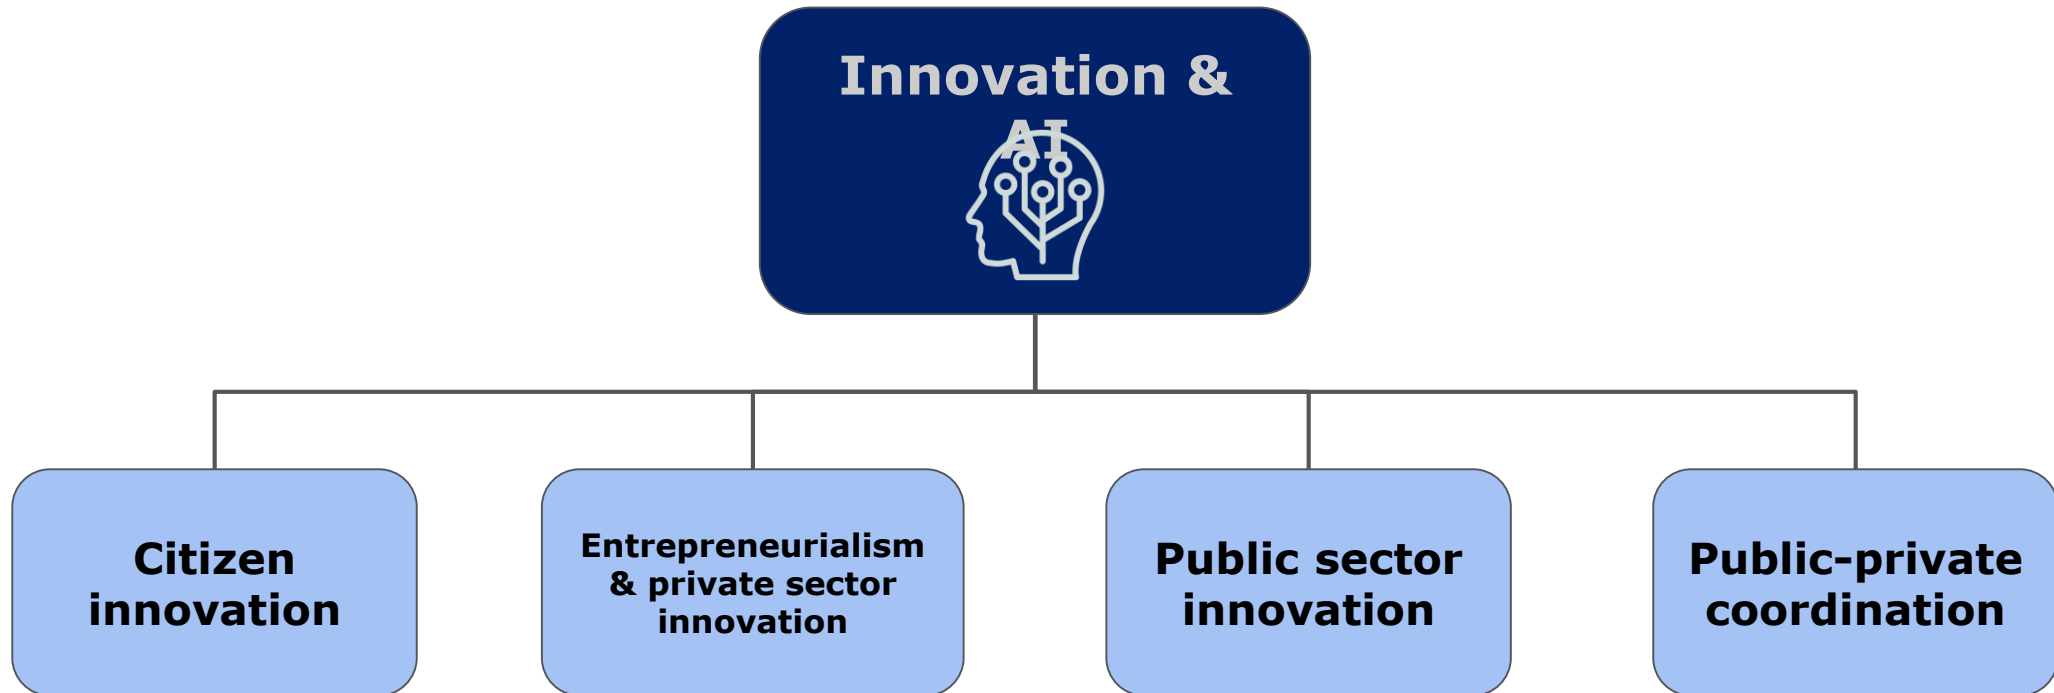 Innovation &
AI
Citizen
innovation
Entrepreneurialism
& private sector
innovation
Public sector
innovation
Public-private
coordination